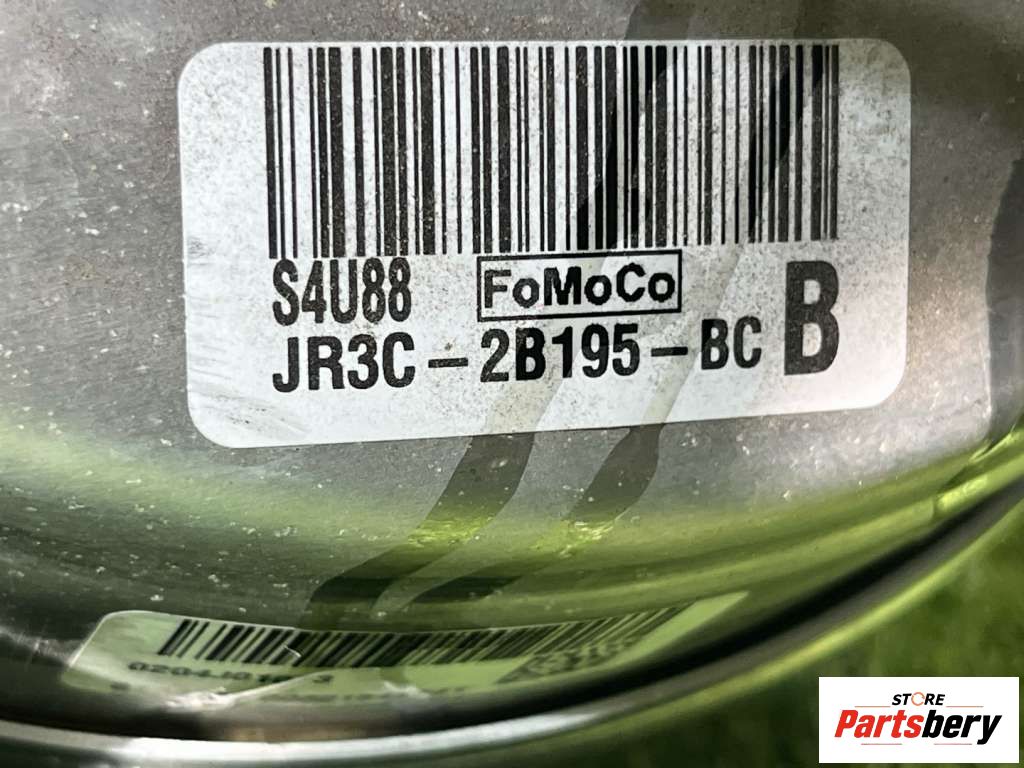 S4U88 FoMoCo B
JR3C-2B195-BC
STORE
Partsbery